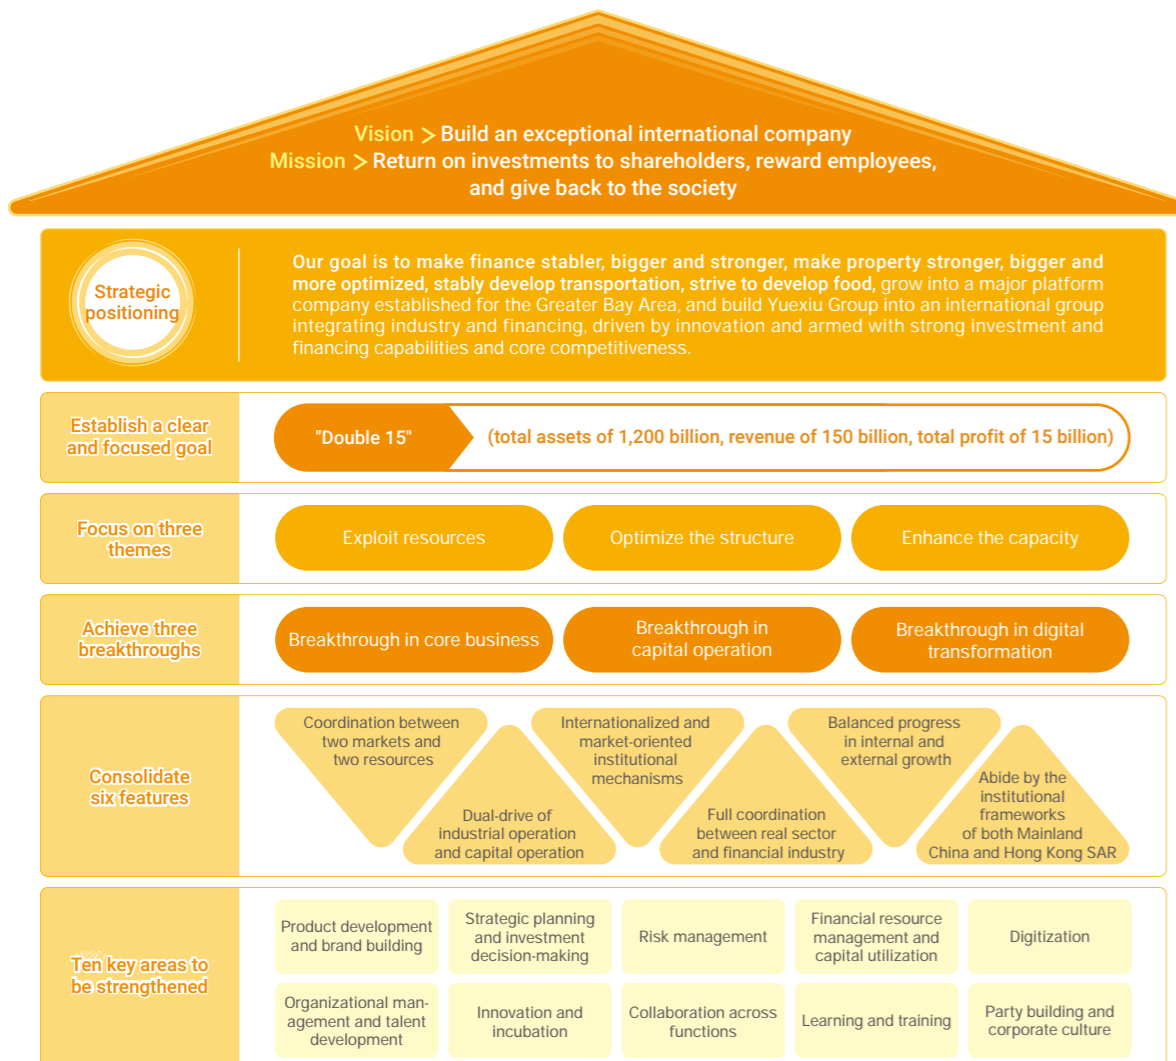 Vision > Build an exceptional international company
Mission > Return on investments to shareholders, reward employees,
and give back to the society
Strategic
positioning
Our goal is to make finance stabler, bigger and stronger, make property stronger, bigger and
more optimized, stably develop transportation, strive to develop food, grow into a major platform
company established for the Greater Bay Area, and build Yuexiu Group into an international group
integrating industry and financing, driven by innovation and armed with strong investment and
financing capabilities and core competitiveness.
Establish a clear
and focused goal
"Double 15"
(total assets of 1,200 billion, revenue of 150 billion, total profit of 15 billion)
Focus on three
themes
Exploit resources
Optimize the structure
Enhance the capacity
Achieve three
breakthroughs
Breakthrough in core business
Breakthrough in
capital operation
Breakthrough in digital
transformation
Consolidate
six features
Coordination between
two markets and
two resources
Dual-drive of
industrial operation
and capital operation
Internationalized and
market-oriented
institutional
mechanisms
Full coordination
between real sector
and financial industry
Balanced progress
in internal and
external growth
Abide by the
institutional
frameworks
of both Mainland
China and Hong Kong SAR
Ten key areas to
be strengthened
Product development
and brand building
Strategic planning
and investment
decision-making
Risk management
Financial resource
management and
capital utilization
Digitization
Organizational man-
agement and talent
development
Innovation and
incubation
Collaboration across
functions
Learning and training
Party building and
corporate culture